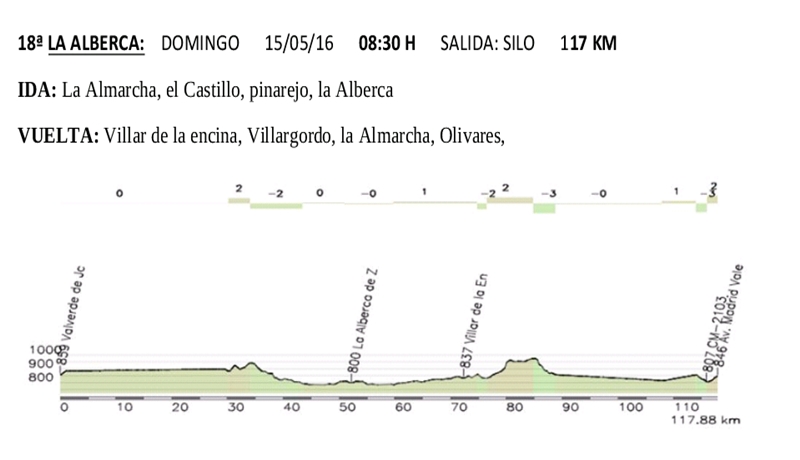 18ª LA ALBERCA: DOMINGO 15/05/16 08:30 H SALIDA: SILO 117 KM
IDA: La Almarcha, el Castillo, pinarejo, la Alberca
VUELTA: Villar de la encina, Villargordo, la Almarcha, Olivares,
0 2 -2 0 -0 1 -2 2 -3 -0 1
859 Valverde de Jc
800 La Alberca de Z
837 Villar de la En
807 CM-2103
846 Av. Madrid Vale
1000
900
800
0 10 20 30 40 50 60 70 80 90 100 110
117.88 km